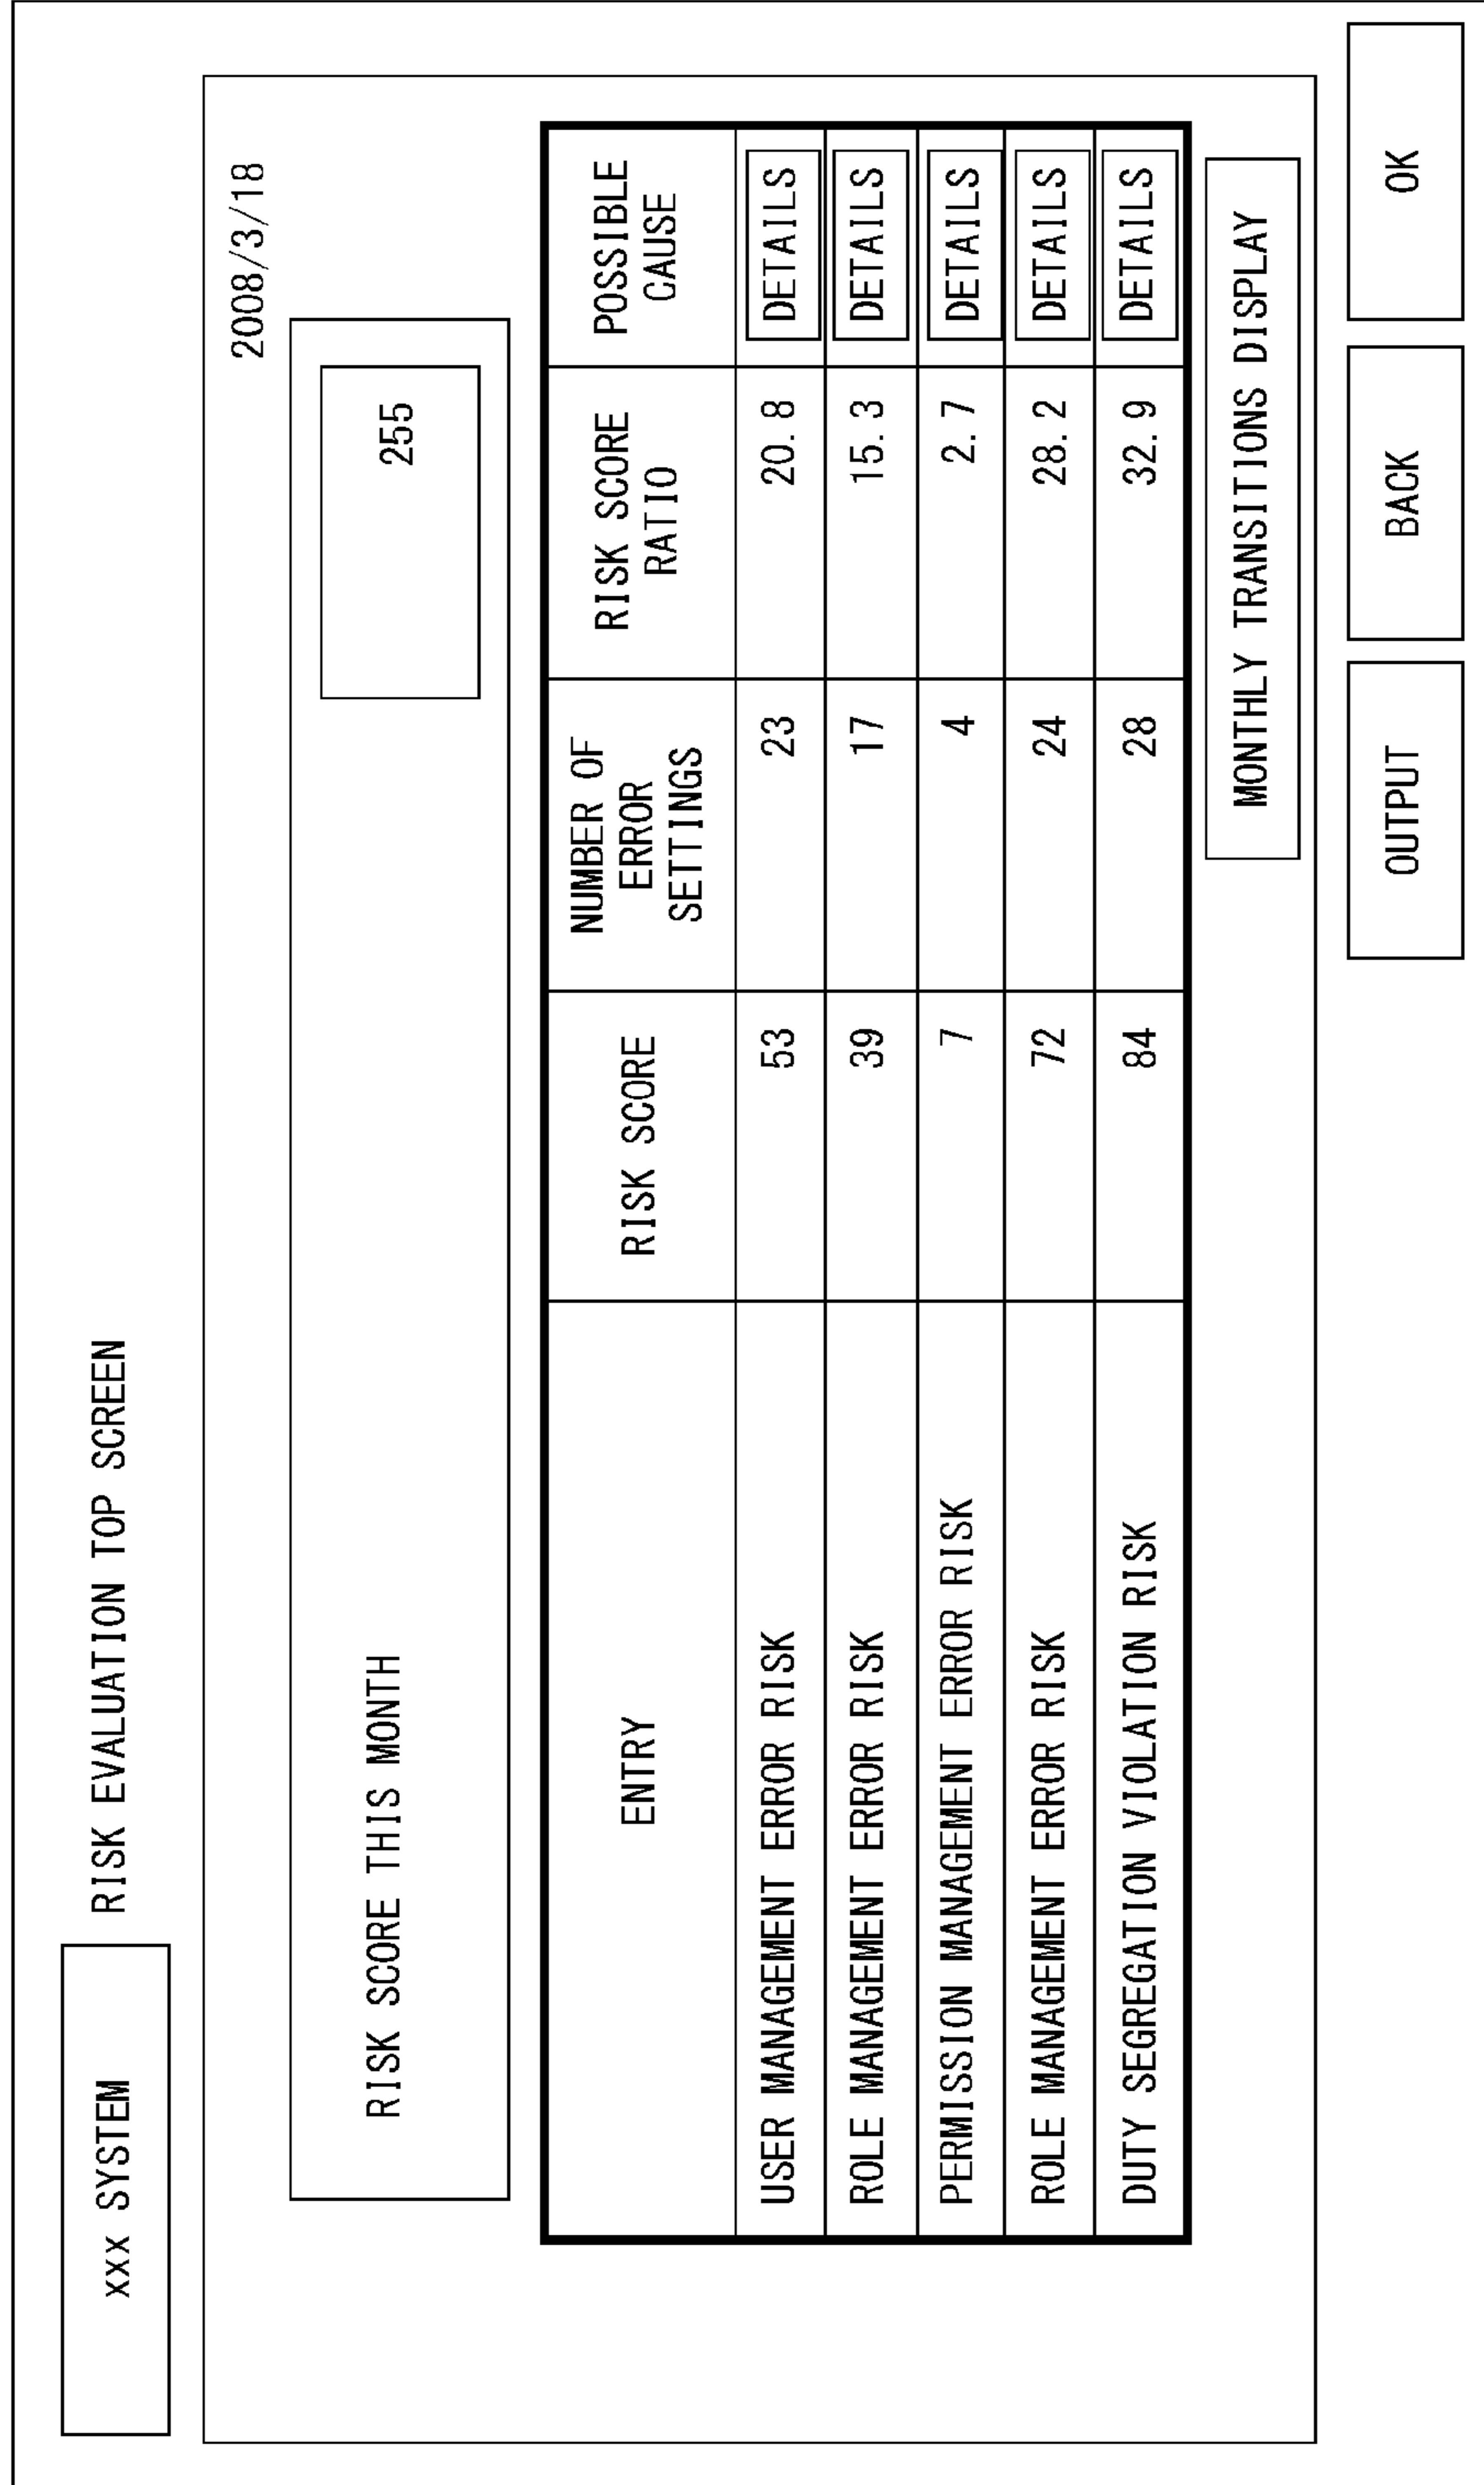 xxx SYSTEM
RISK EVALUATION TOP SCREEN
2008/3/18
RISK SCORE THIS MONTH
255
ENTRY
RISK SCORE
NUMBER OF
ERROR
SETTINGS
RISK SCORE
RATIO
POSSIBLE
CAUSE
USER MANAGEMENT ERROR RISK 53 23 20.8 DETAILS
ROLE MANAGEMENT ERROR RISK 39 17 15.3 DETAILS
PERMISSION MANAGEMENT ERROR RISK 7 4 2.7 DETAILS
ROLE MANAGEMENT ERROR RISK 72 24 28.2 DETAILS
DUTY SEGREGATION VIOLATION RISK 84 28 32.9 DETAILS
MONTHLY TRANSITIONS DISPLAY
OUTPUT
BACK
OK